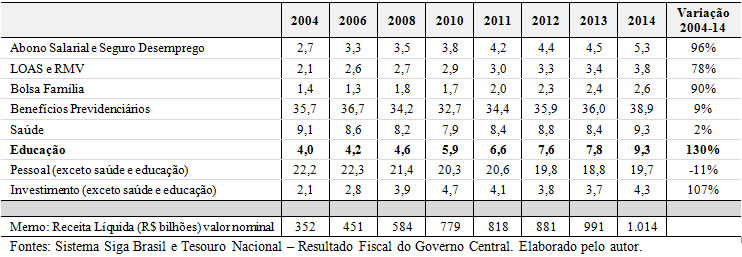 2004 2006 2008 2010 2011 2012 2013 2014 Variação 2004-14
Abono Salarial e Seguro Desemprego 2,7 3,3 3,5 3,8 4,2 4,4 4,5 5,3 96%
LOAS e RMV 2,1 2,6 2,7 2,9 3,0 3,3 3,4 3,8 78%
Bolsa Família 1,4 1,3 1,8 1,7 2,0 2,3 2,4 2,6 90%
Benefícios Previdenciários 35,7 36,7 34,2 32,7 34,4 35,9 36,0 38,9 9%
Saúde 9,1 8,6 8,2 7,9 8,4 8,8 8,4 9,3 2%
Educação 4,0 4,2 4,6 5,9 6,6 7,6 7,8 9,3 130%
Pessoal (exceto saúde e educação) 22,2 22,3 21,4 20,3 20,6 19,8 18,8 19,7 -11%
Investimento (exceto saúde e educação) 2,1 2,8 3,9 4,7 4,1 3,8 3,7 4,3 107%
Memo: Receita Líquida (R$ bilhões) valor nominal 352 451 584 779 818 881 991 1.014
Fontes: Sistema Siga Brasil e Tesouro Nacional – Resultado Fiscal do Governo Central. Elaborado pelo autor.